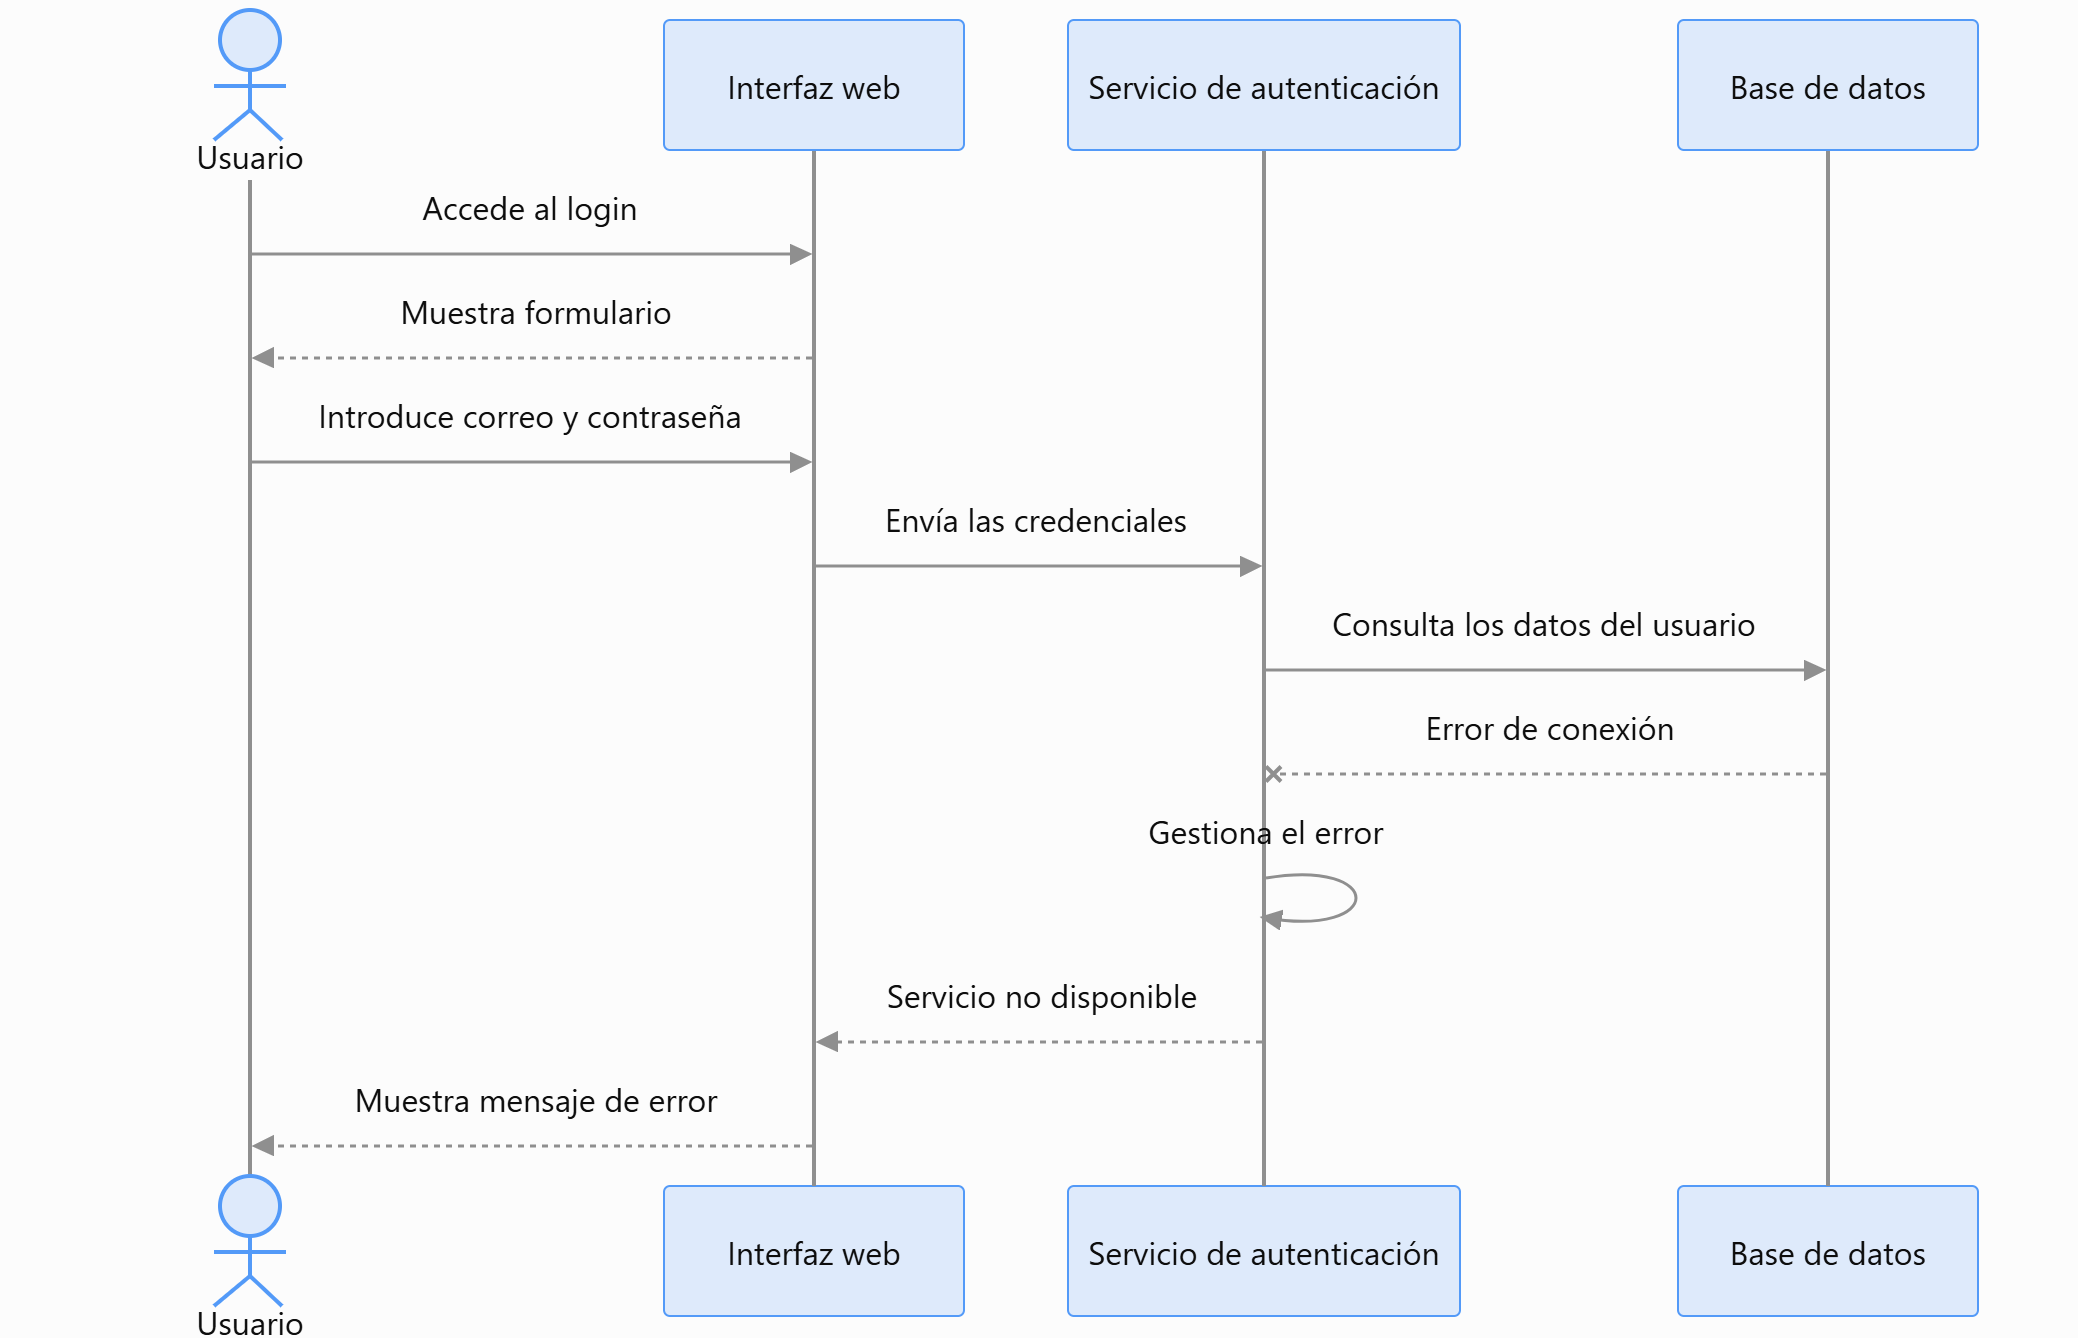 Usuario
Interfaz web
Servicio de autenticación
Base de datos
Accede al login
Muestra formulario
Introduce correo y contraseña
Envía las credenciales
Consulta los datos del usuario
Error de conexión
Gestiona el error
Servicio no disponible
Muestra mensaje de error
Usuario
Interfaz web
Servicio de autenticación
Base de datos